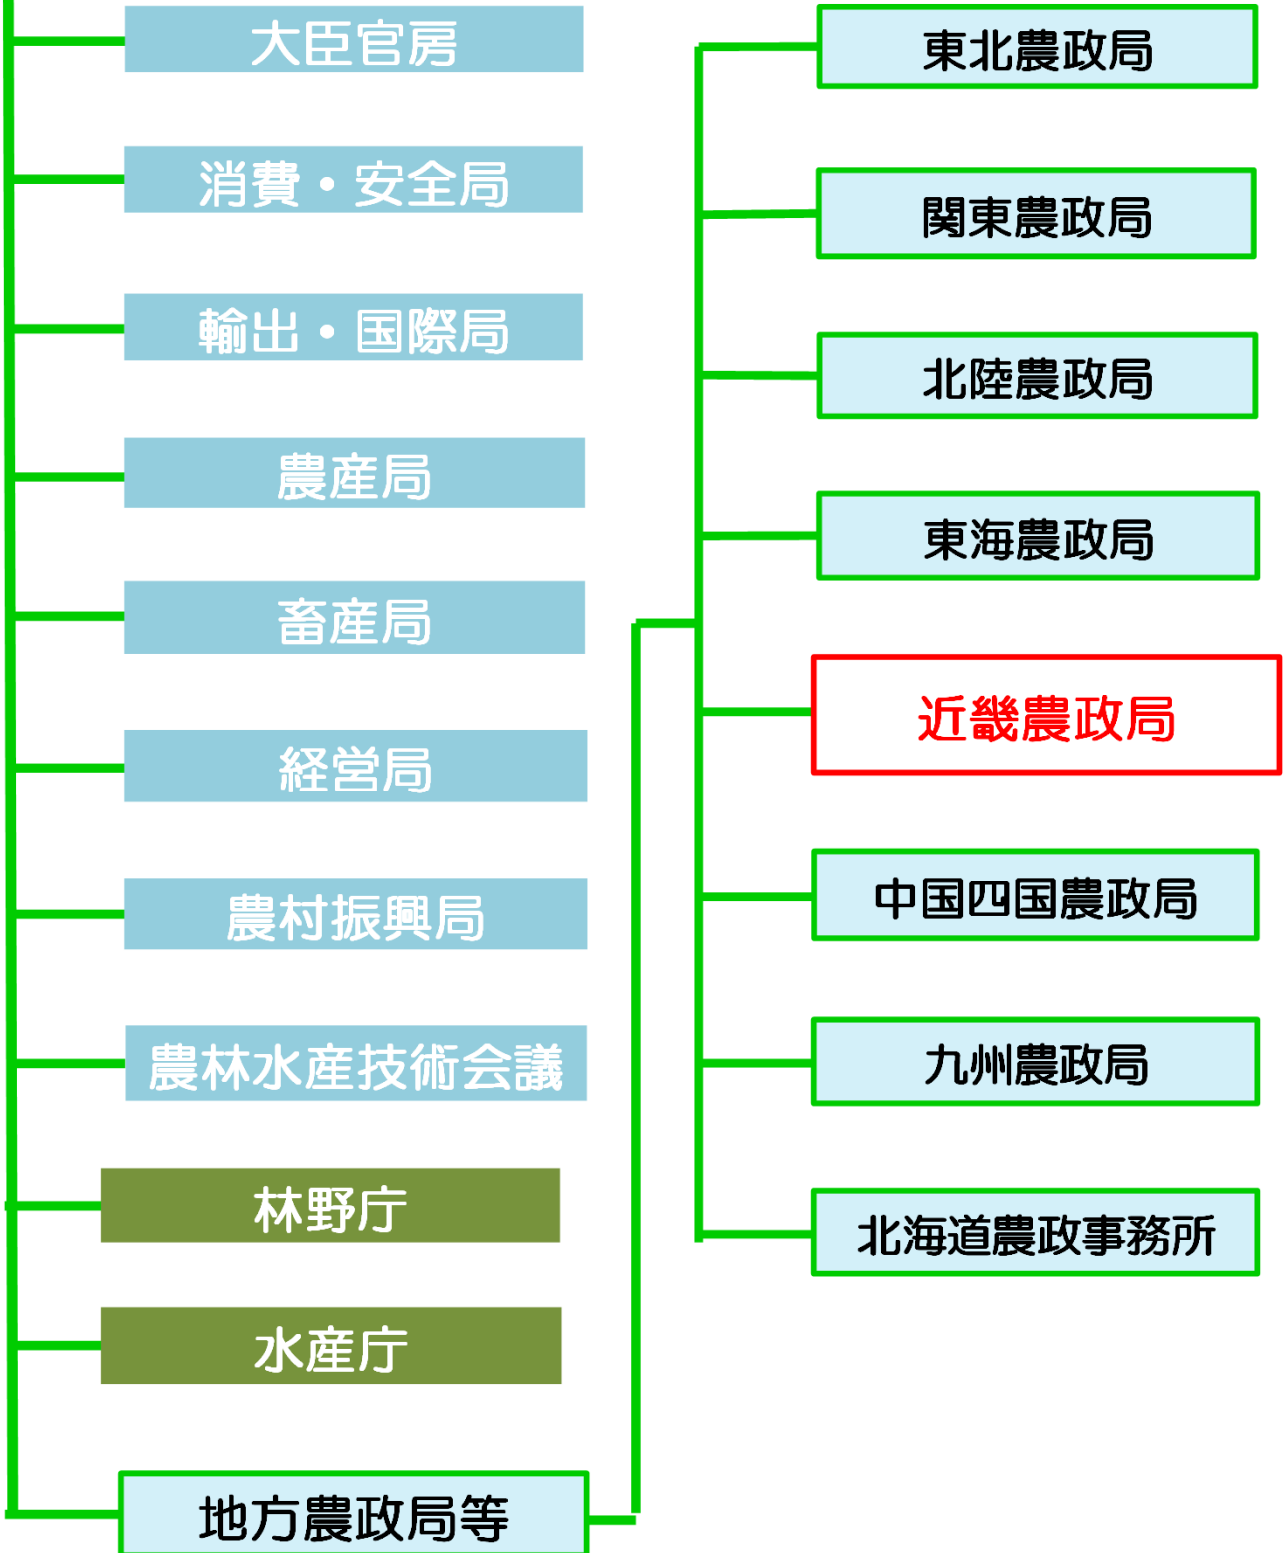 大臣官房
消費・安全局
輸出・国際局
農産局
畜産局
経営局
農村振興局
農林水産技術会議
林野庁
水産庁
地方農政局等
東北農政局
関東農政局
北陸農政局
東海農政局
近畿農政局
中国四国農政局
九州農政局
北海道農政事務所